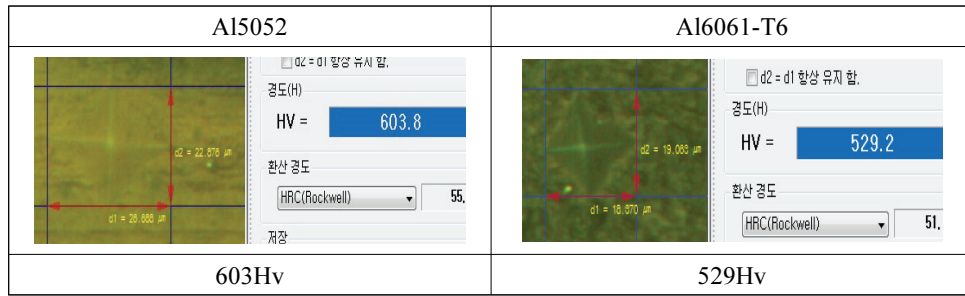 Al5052
Al6061-T6
d2 = d1 항상 유지 함,
경도(H)
HV =
603.8
d2 = 22.876 μm
d1 = 26.888 μm
환산 경도
HRC(Rockwell)
55,
저장
d2 = d1 항상 유지 함,
경도(H)
HV =
529.2
d2 = 19.063 μm
d1 = 18.670 μm
환산 경도
HRC(Rockwell)
51,
603Hv
529Hv